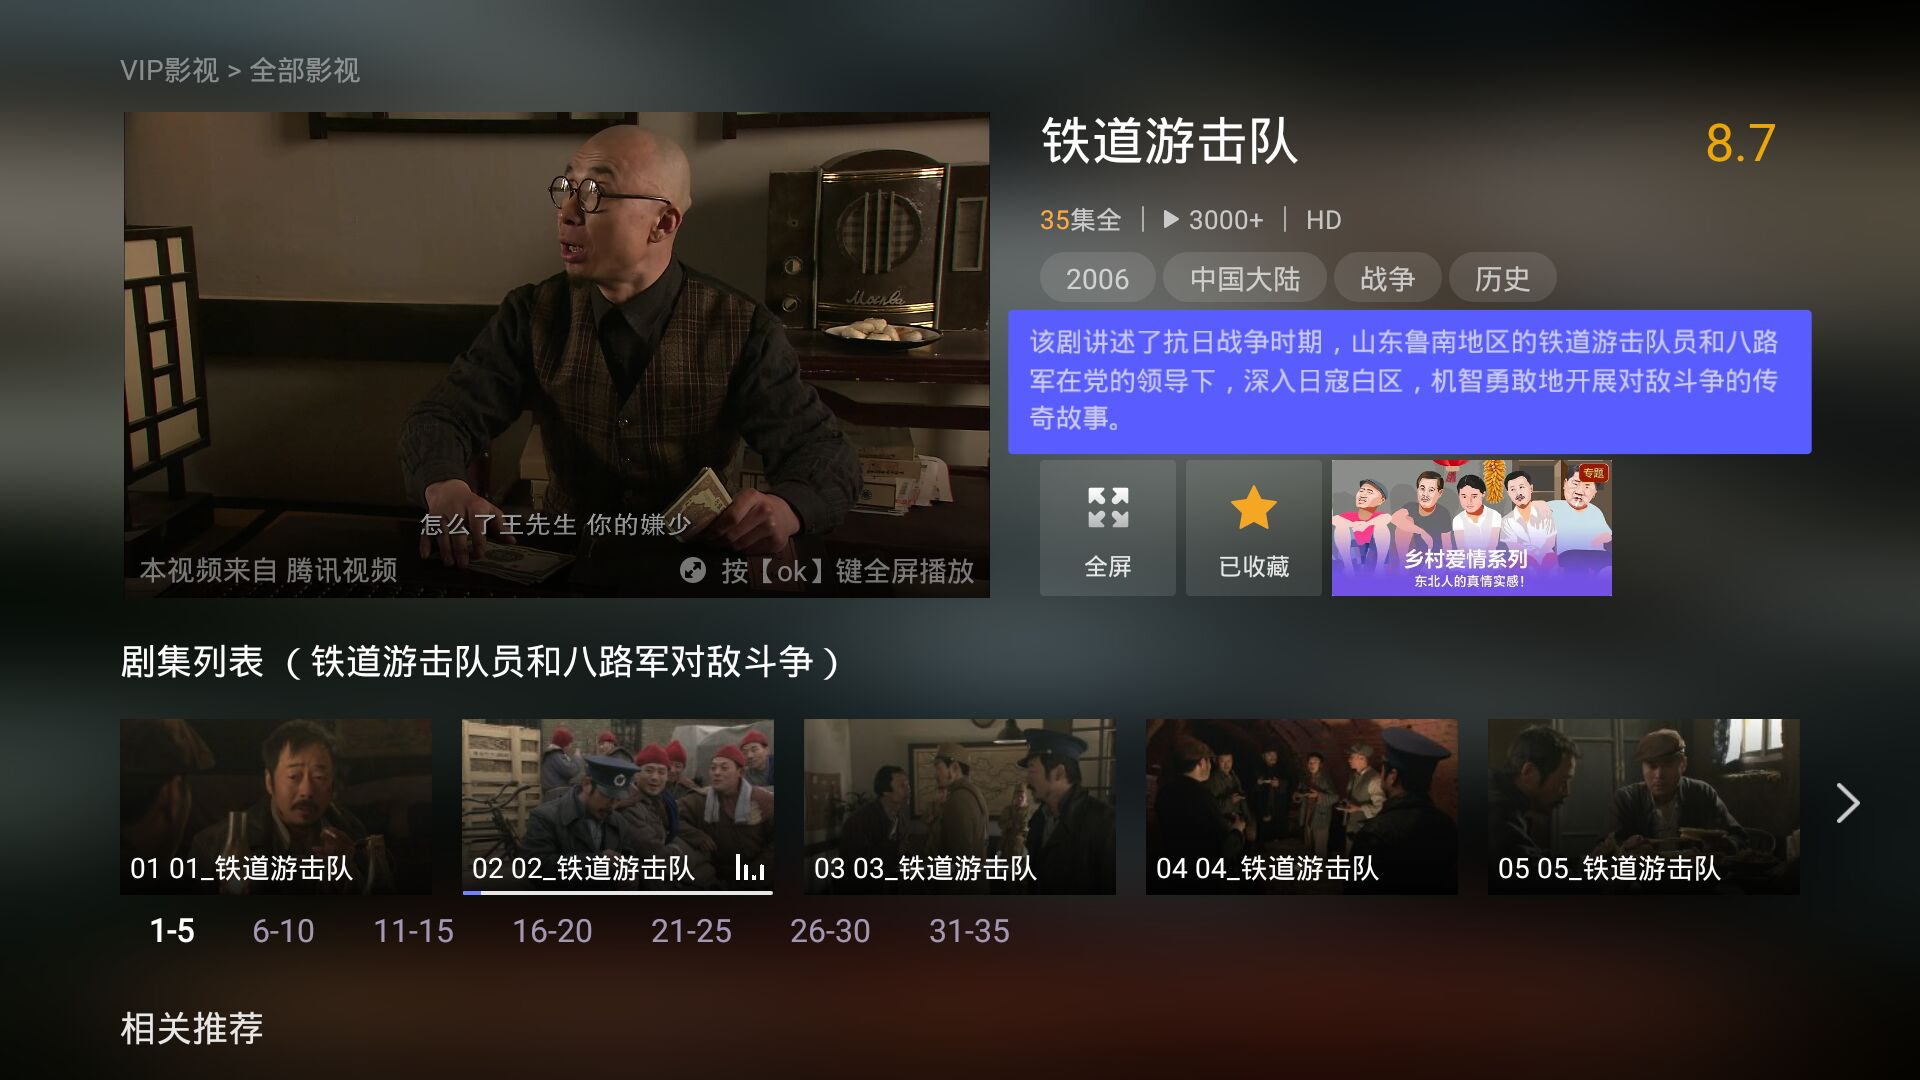 VIP影视 > 全部影视
铁道游击队
8.7
35集全 | ▶ 3000+ | HD
2006 中国大陆 战争 历史
该剧讲述了抗日战争时期，山东鲁南地区的铁道游击队员和八路
军在党的领导下，深入日寇白区，机智勇敢地开展对敌斗争的传
奇故事。
Москва
怎么了王先生 你的嫌少
本视频来自 腾讯视频
按【ok】键全屏播放
全屏
已收藏
专题
乡村爱情系列
东北人的真情实感!
剧集列表 （铁道游击队员和八路军对敌斗争）
01 01_铁道游击队
02 02_铁道游击队
03 03_铁道游击队
04 04_铁道游击队
05 05_铁道游击队
1-5 6-10 11-15 16-20 21-25 26-30 31-35
相关推荐